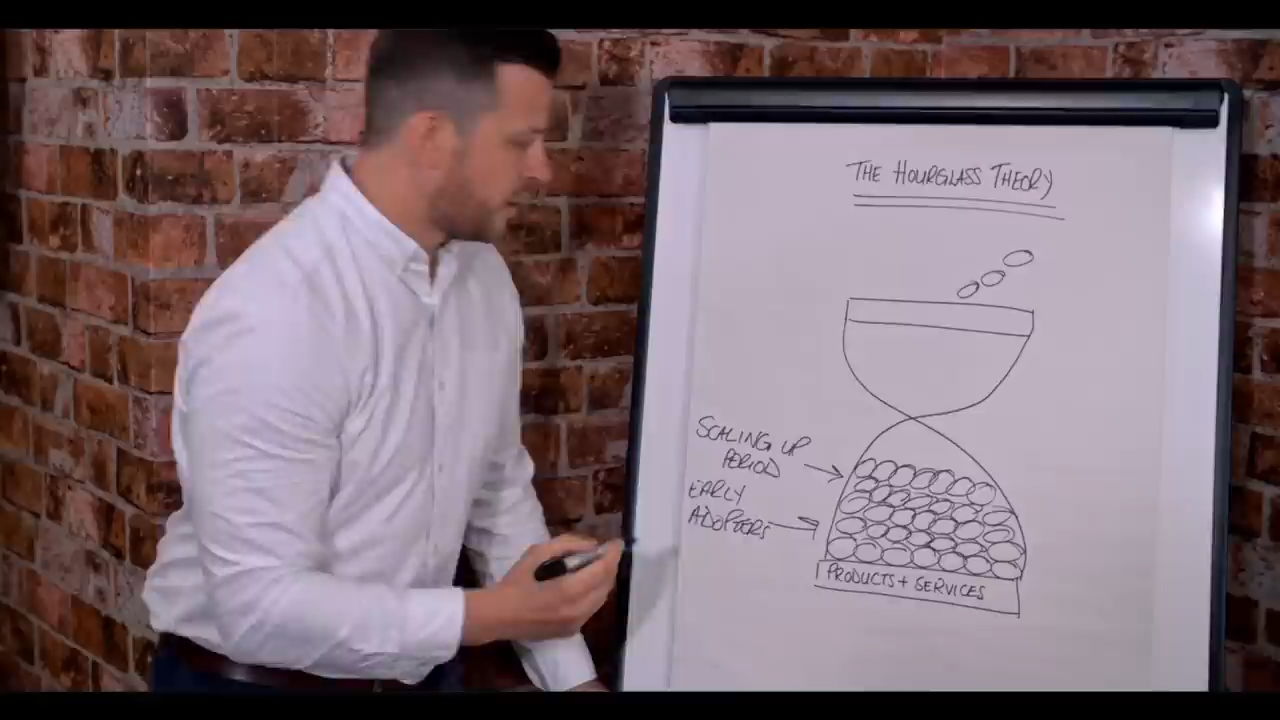 THE HOURGLASS THEORY
SCALING UP
PERIOD
EARLY
ADOPTERS
PRODUCTS + SERVICES